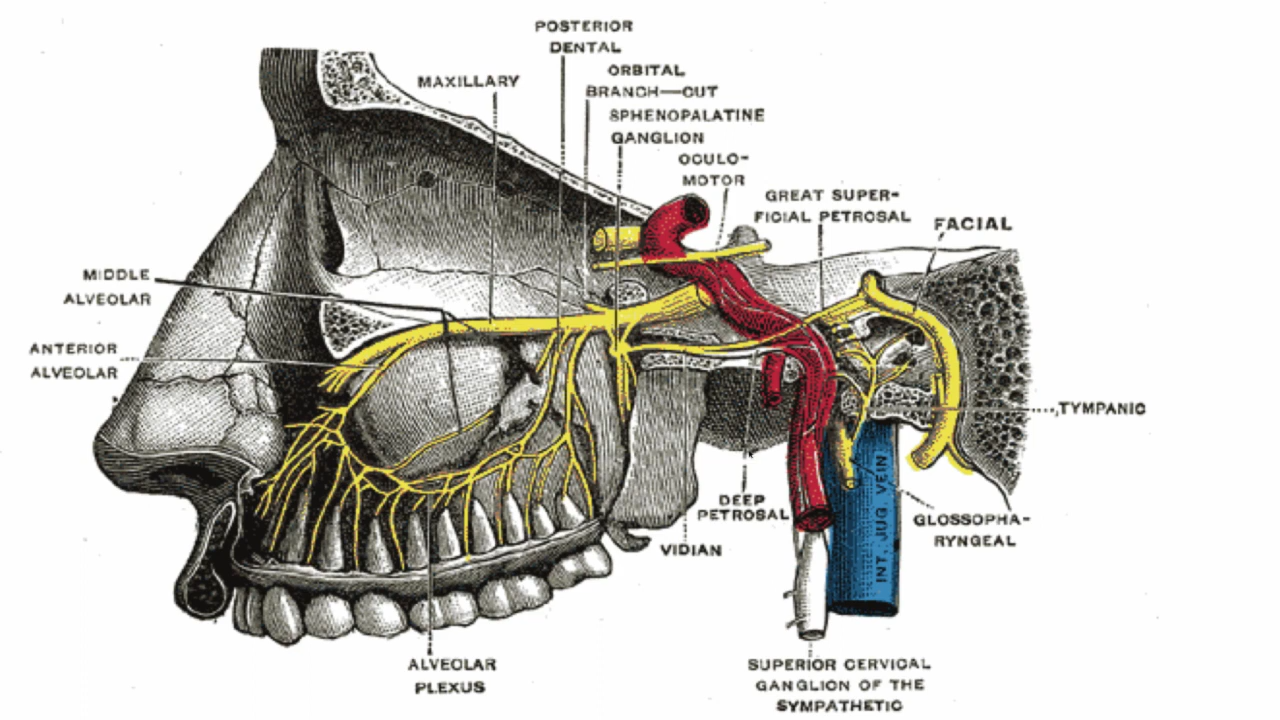 POSTERIOR
DENTAL
MAXILLARY
ORBITAL
BRANCH—CUT
SPHENOPALATINE
GANGLION
OCULO-
MOTOR
GREAT SUPER-
FICIAL PETROSAL
FACIAL
MIDDLE
ALVEOLAR
ANTERIOR
ALVEOLAR
TYMPANIC
DEEP
PETROSAL
VIDIAN
INT. JUG. VEIN
GLOSSOPHA-
RYNGEAL
ALVEOLAR
PLEXUS
SUPERIOR CERVICAL
GANGLION OF THE
SYMPATHETIC